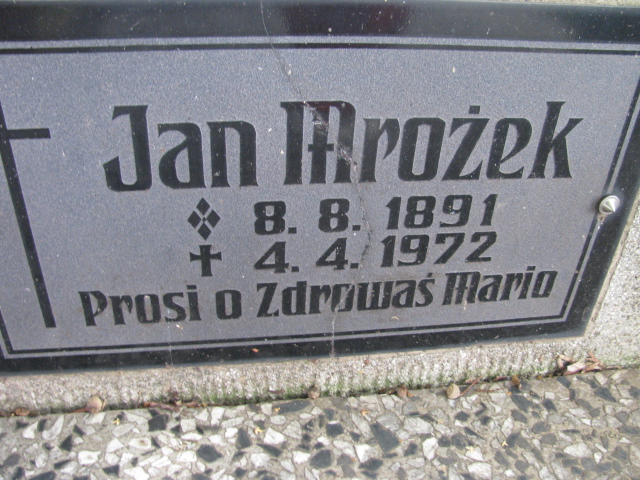 Jan Mrożek
8. 8. 1891
4. 4. 1972
Prosi o Zdrowaś Mario